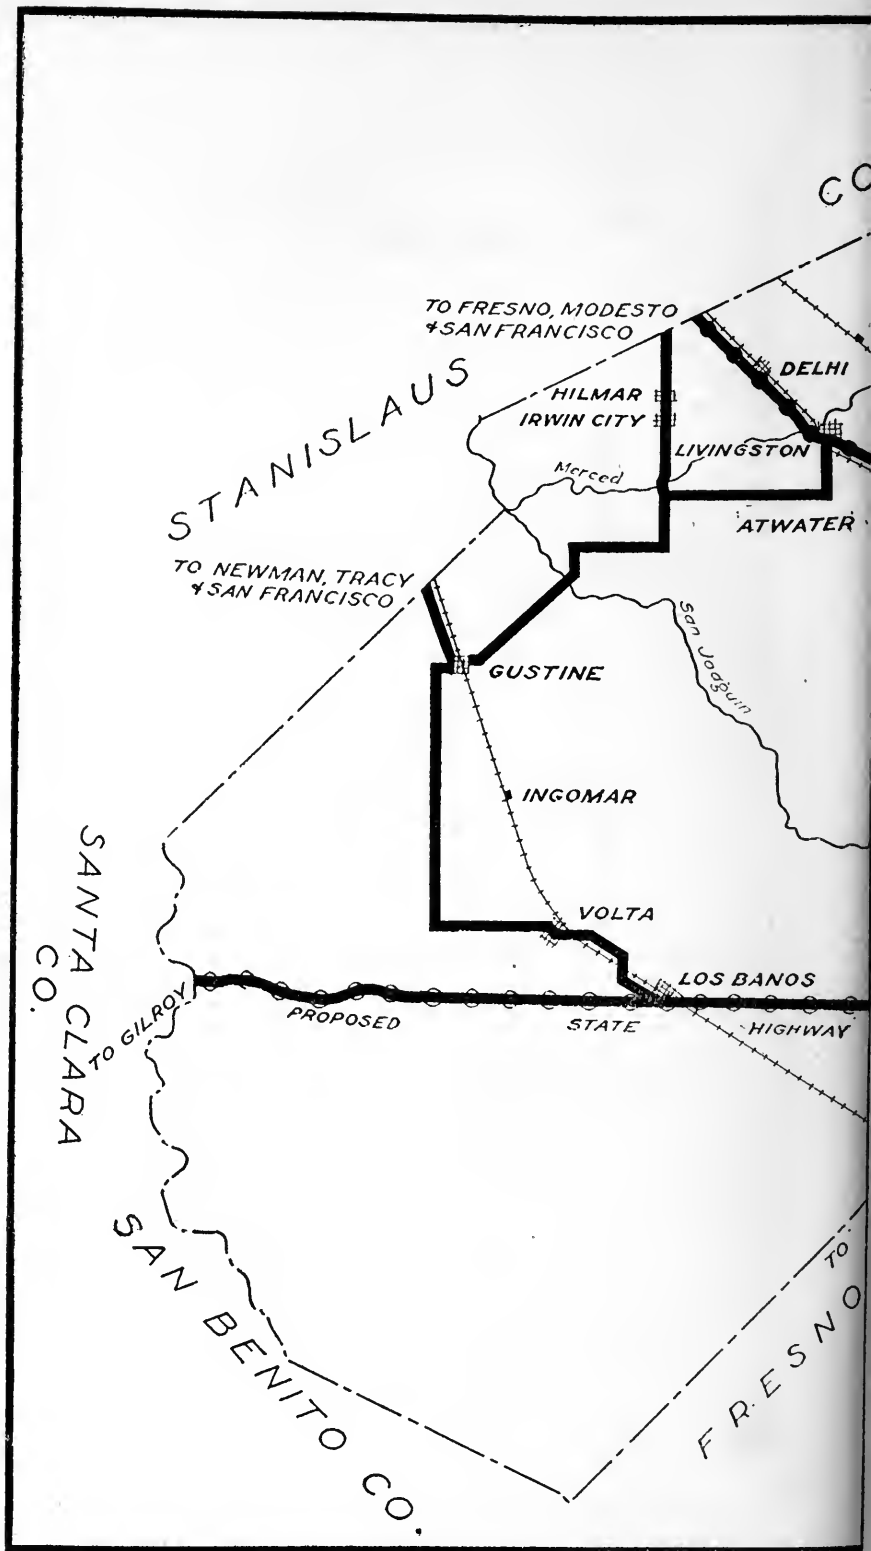 CO
TO FRESNO, MODESTO
& SAN FRANCISCO
DELHI
STANISLAUS
HILMAR
IRWIN CITY
LIVINGSTON
Merced
ATWATER
TO NEWMAN, TRACY
& SAN FRANCISCO
San Joaquin
GUSTINE
INGOMAR
VOLTA
SANTA CLARA
CO.
LOS BANOS
TO GILROY
PROPOSED STATE HIGHWAY
SAN BENITO CO.
TO
FRESNO